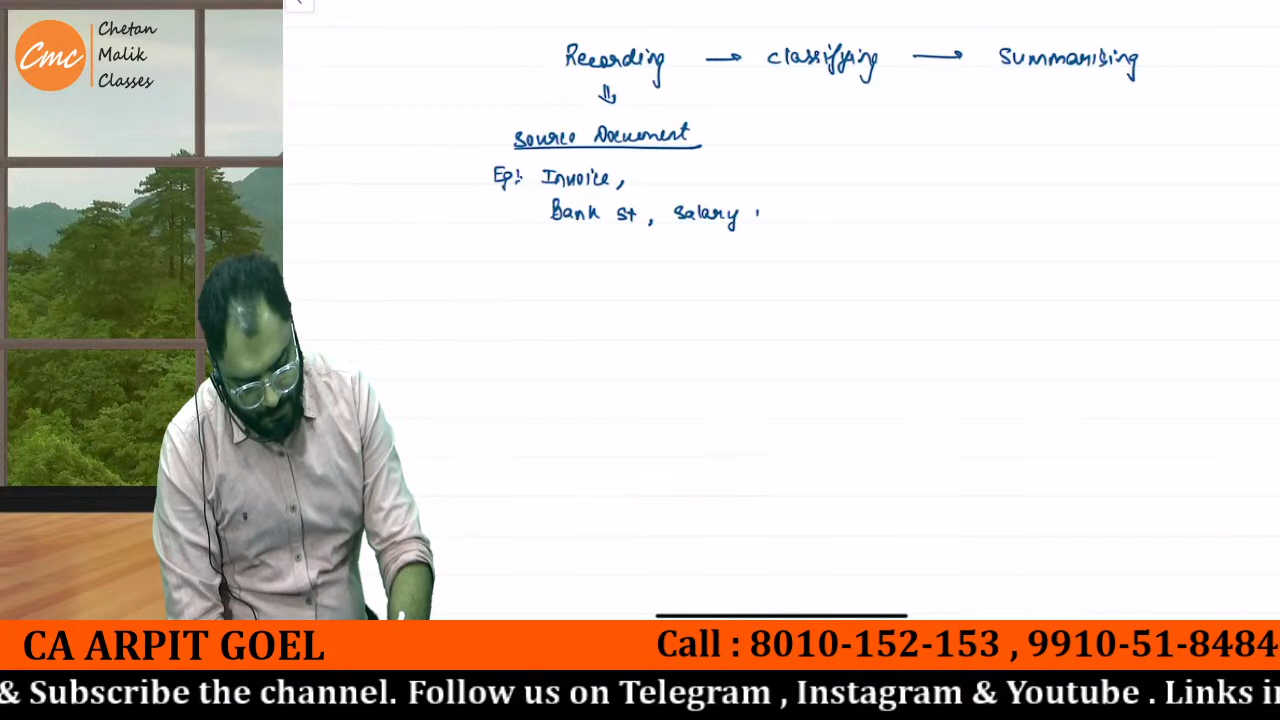 cmc
Chetan
Malik
Classes
Recording → classifying → Summarising
⇓
Source Document
Eg: Invoice,
Bank St, Salary
CA ARPIT GOEL
Call : 8010-152-153 , 9910-51-8484
& Subscribe the channel. Follow us on Telegram , Instagram & Youtube . Links in